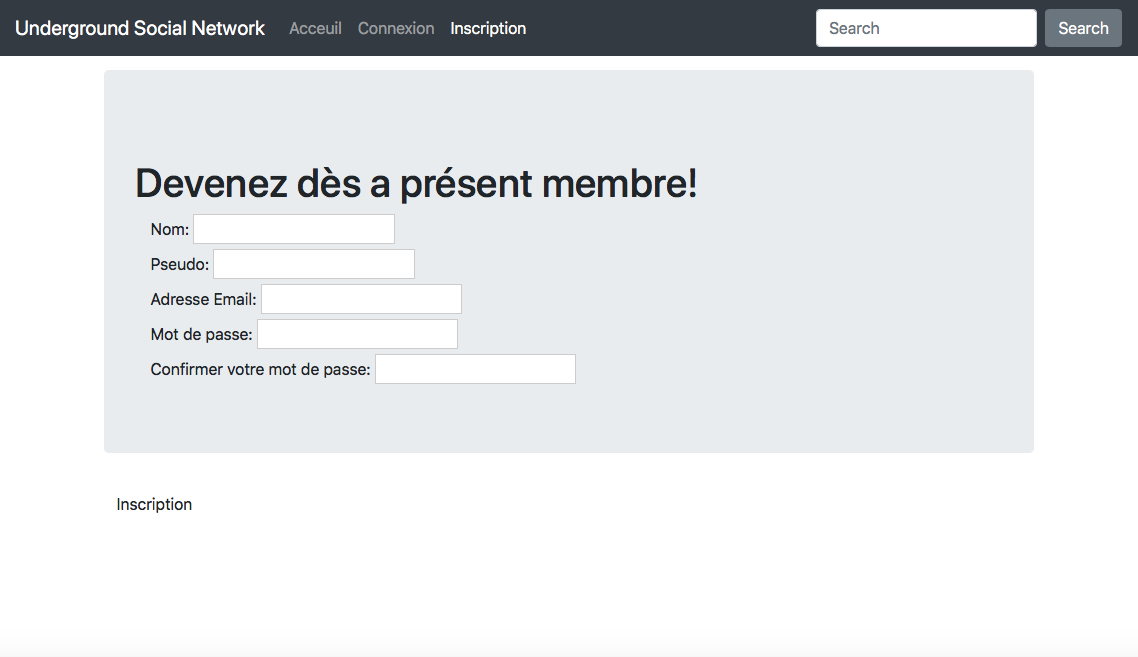 Underground Social Network Acceuil Connexion Inscription Search Search
Devenez dès a présent membre!
Nom:
Pseudo:
Adresse Email:
Mot de passe:
Confirmer votre mot de passe:
Inscription